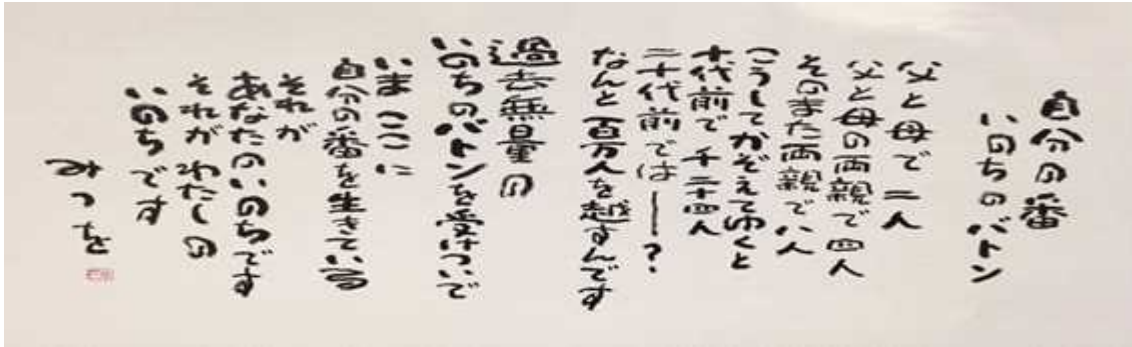 自分の番
いのちのバトン
父と母で二人
父と母の両親で四人
そのまた両親で八人
こうしてかぞえてゆくと
十代前で千二十四人
二十代前では――?
なんと百万人を越すんです
過去無量の
いのちのバトンを受けついで
いまここに
自分の番を生きている
それが
あなたのいのちです
それがわたしの
いのちです
みつを